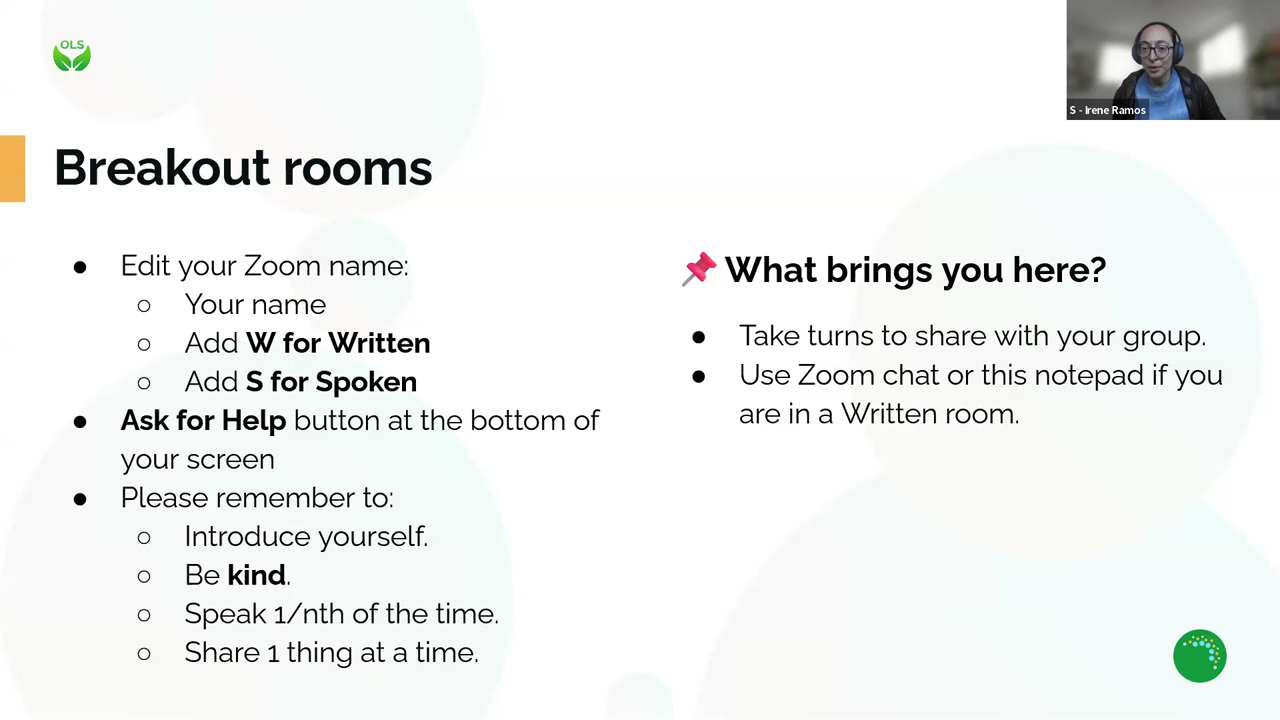 OLS
S - Irene Ramos
Breakout rooms
● Edit your Zoom name:
○ Your name
○ Add W for Written
○ Add S for Spoken
● Ask for Help button at the bottom of
your screen
● Please remember to:
○ Introduce yourself.
○ Be kind.
○ Speak 1/nth of the time.
○ Share 1 thing at a time.
📌 What brings you here?
● Take turns to share with your group.
● Use Zoom chat or this notepad if you
are in a Written room.